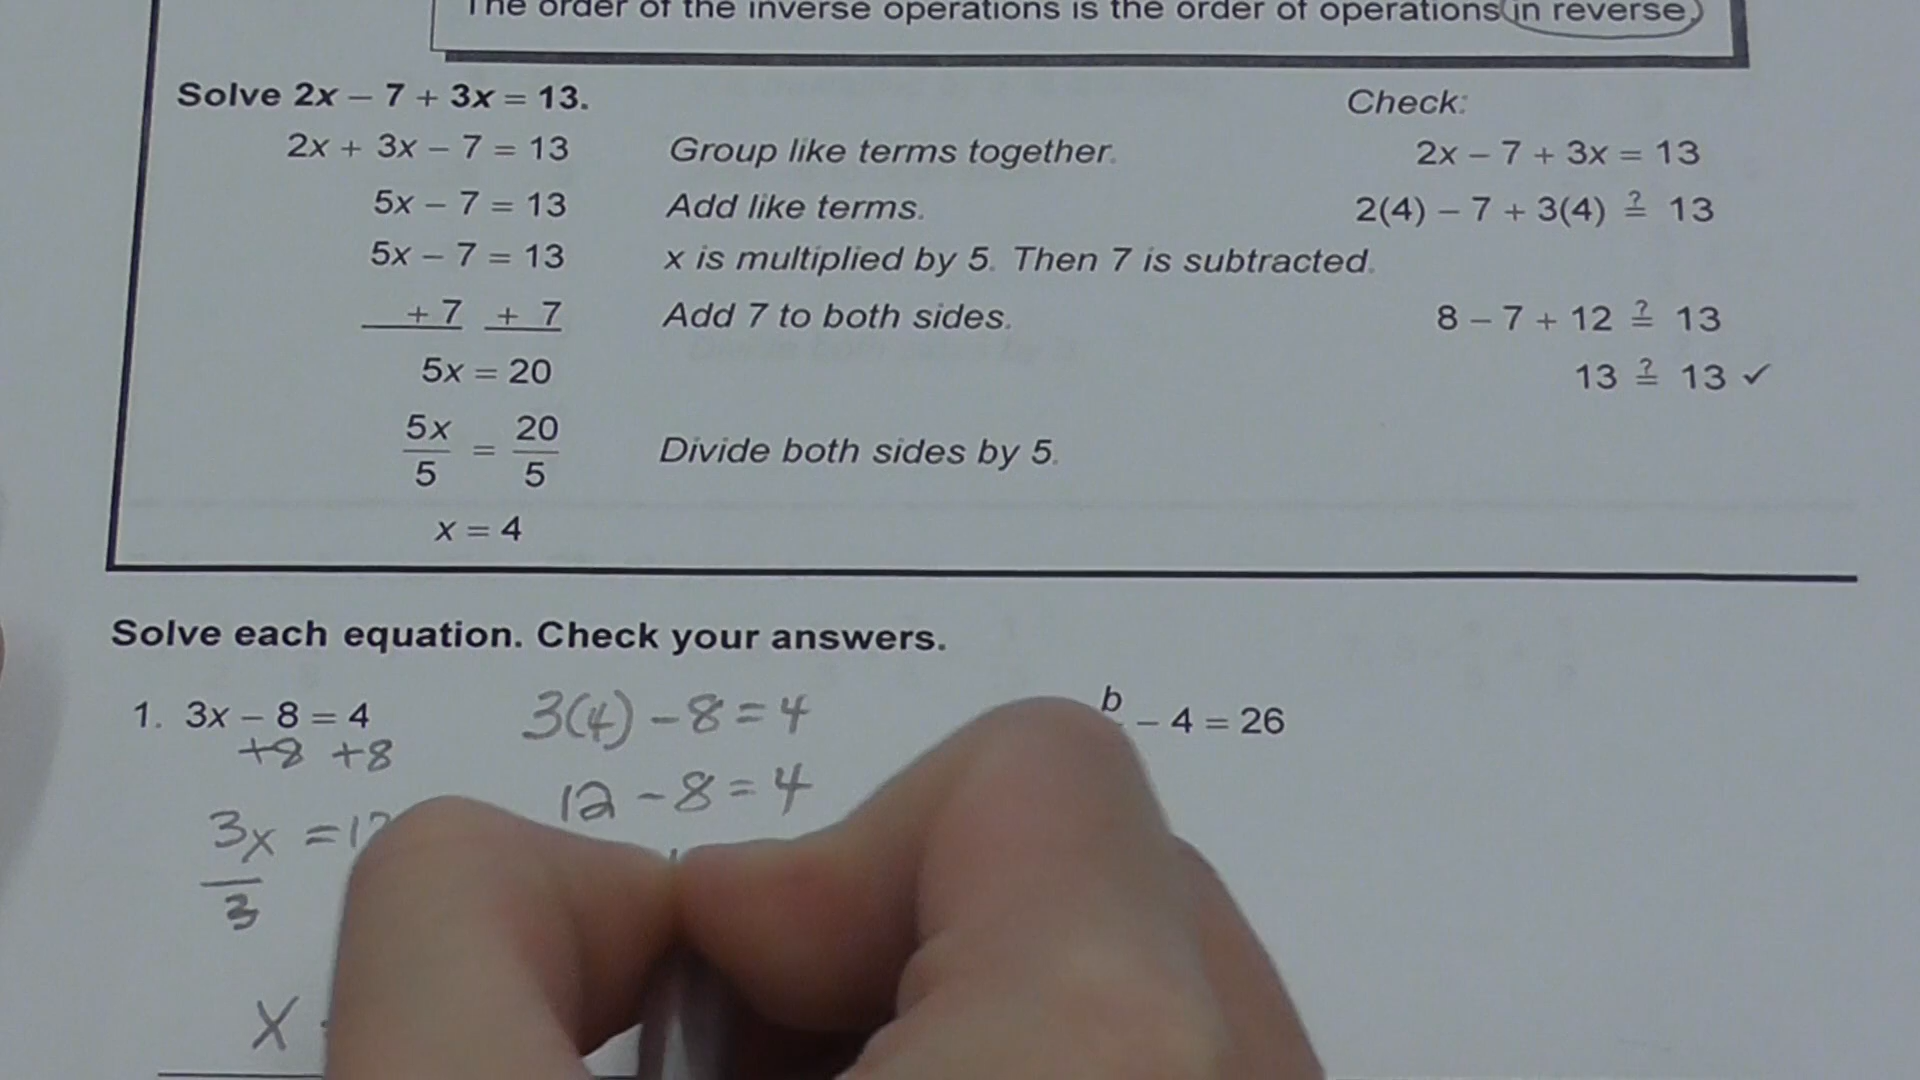 The order of the inverse operations is the order of operations in reverse.
Solve 2x – 7 + 3x = 13.
2x + 3x – 7 = 13 Group like terms together.
5x – 7 = 13 Add like terms.
5x – 7 = 13 x is multiplied by 5. Then 7 is subtracted.
+ 7 + 7 Add 7 to both sides.
5x = 20
5x/5 = 20/5 Divide both sides by 5.
x = 4
Check:
2x – 7 + 3x = 13
2(4) – 7 + 3(4) ≟ 13
8 – 7 + 12 ≟ 13
13 ≟ 13 ✓
Solve each equation. Check your answers.
1. 3x – 8 = 4
+8 +8
3x = 12
3
x
3(4) – 8 = 4
12 – 8 = 4
b
– 4 = 26